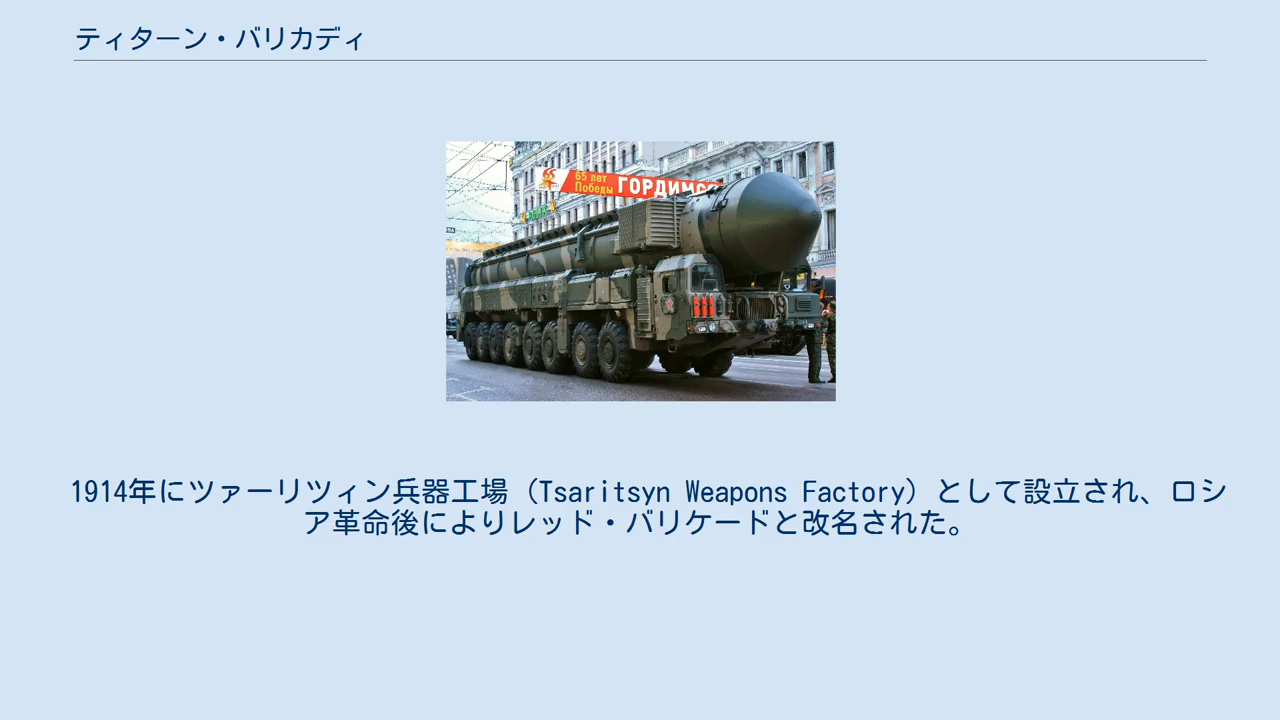 ティターン・バリカディ
65 лет
Победы
ГОРДИМСЯ
1914年にツァーリツィン兵器工場（Tsaritsyn Weapons Factory）として設立され、ロシ
ア革命後によりレッド・バリケードと改名された。